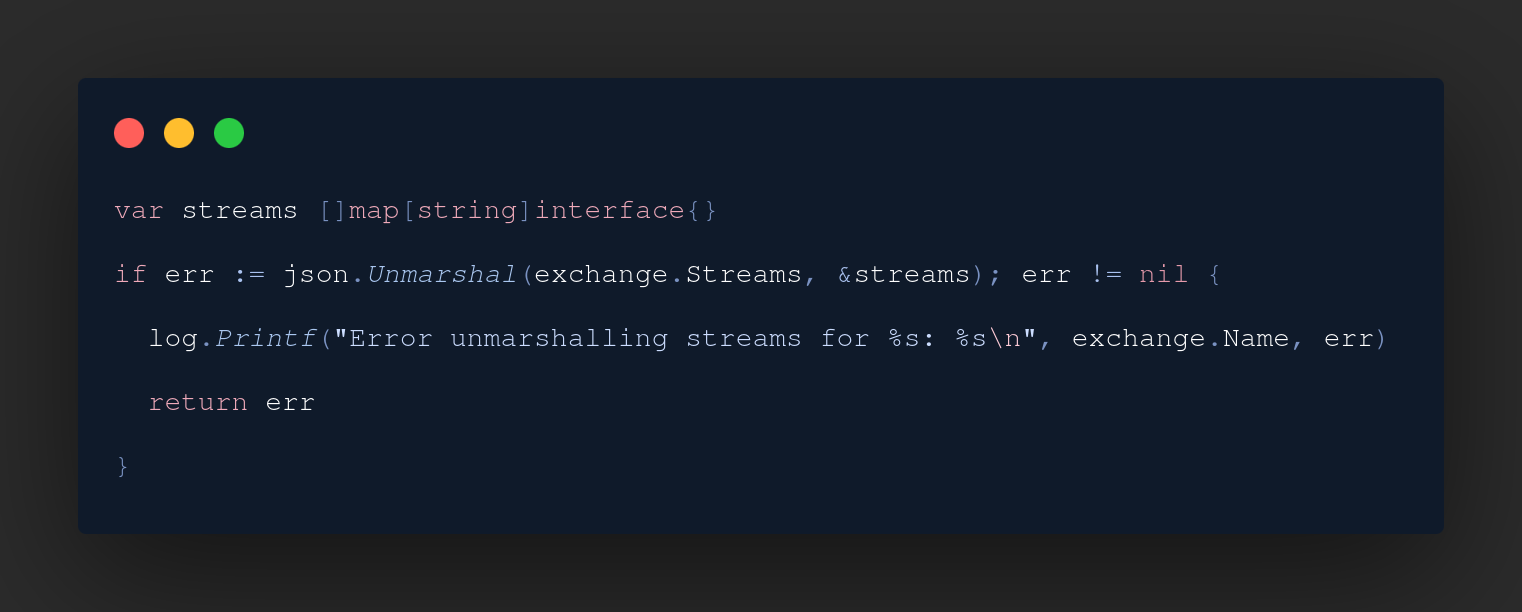 var streams []map[string]interface{}
if err := json.Unmarshal(exchange.Streams, &streams); err != nil {
  log.Printf("Error unmarshalling streams for %s: %s\n", exchange.Name, err)
  return err
}